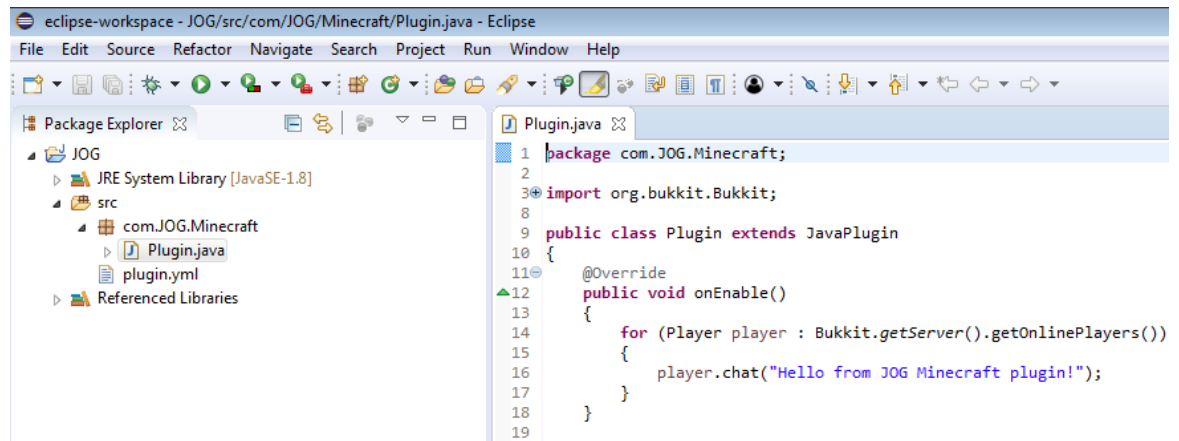 eclipse-workspace - JOG/src/com/JOG/Minecraft/Plugin.java - Eclipse
File Edit Source Refactor Navigate Search Project Run Window Help
Package Explorer
JOG
JRE System Library [JavaSE-1.8]
src
com.JOG.Minecraft
Plugin.java
plugin.yml
Referenced Libraries
Plugin.java
1 package com.JOG.Minecraft;
2
3 import org.bukkit.Bukkit;
8
9 public class Plugin extends JavaPlugin
10 {
11 @Override
12 public void onEnable()
13 {
14 for (Player player : Bukkit.getServer().getOnlinePlayers())
15 {
16 player.chat("Hello from JOG Minecraft plugin!");
17 }
18 }
19